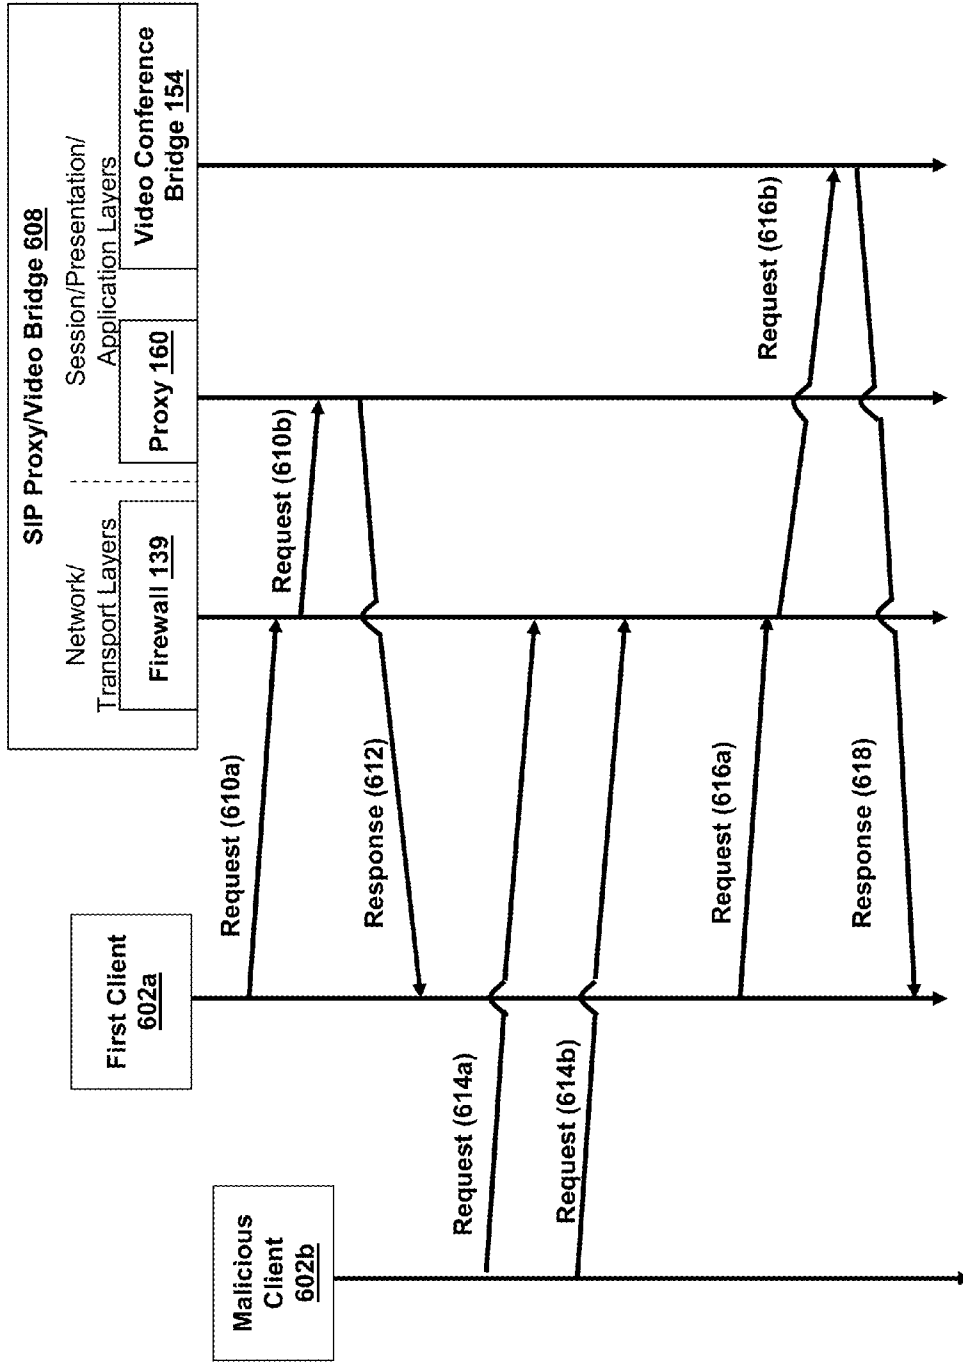 SIP Proxy/Video Bridge 608
Network/
Transport Layers
Session/Presentation/
Application Layers
Malicious
Client
602b
First Client
602a
Firewall 139
Proxy 160
Video Conference
Bridge 154
Request (610a)
Request (610b)
Response (612)
Request (614a)
Request (614b)
Request (616a)
Request (616b)
Response (618)